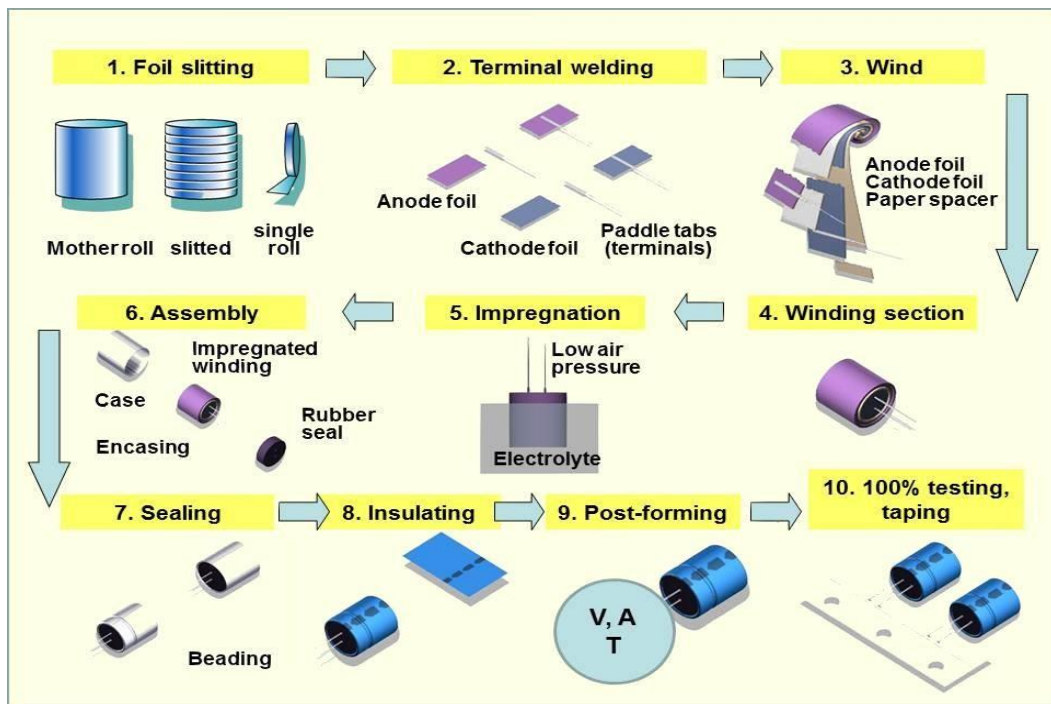 1. Foil slitting
2. Terminal welding
3. Wind
Mother roll
slitted
single
roll
Anode foil
Cathode foil
Paddle tabs
(terminals)
Anode foil
Cathode foil
Paper spacer
6. Assembly
5. Impregnation
4. Winding section
Case
Impregnated
winding
Encasing
Rubber
seal
Low air
pressure
Electrolyte
7. Sealing
8. Insulating
9. Post-forming
10. 100% testing,
taping
Beading
V, A
T